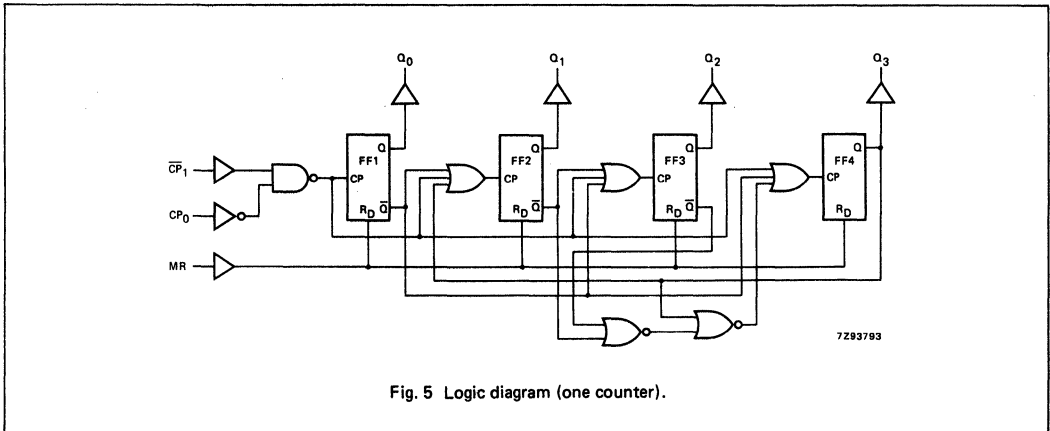 Q0 Q1 Q2 Q3
Q Q Q Q
FF1 FF2 FF3 FF4
C̅P̅1 CP CP CP CP
CP0 RD Q̅ RD Q̅ RD Q̅ RD
MR
7Z93793
Fig. 5 Logic diagram (one counter).